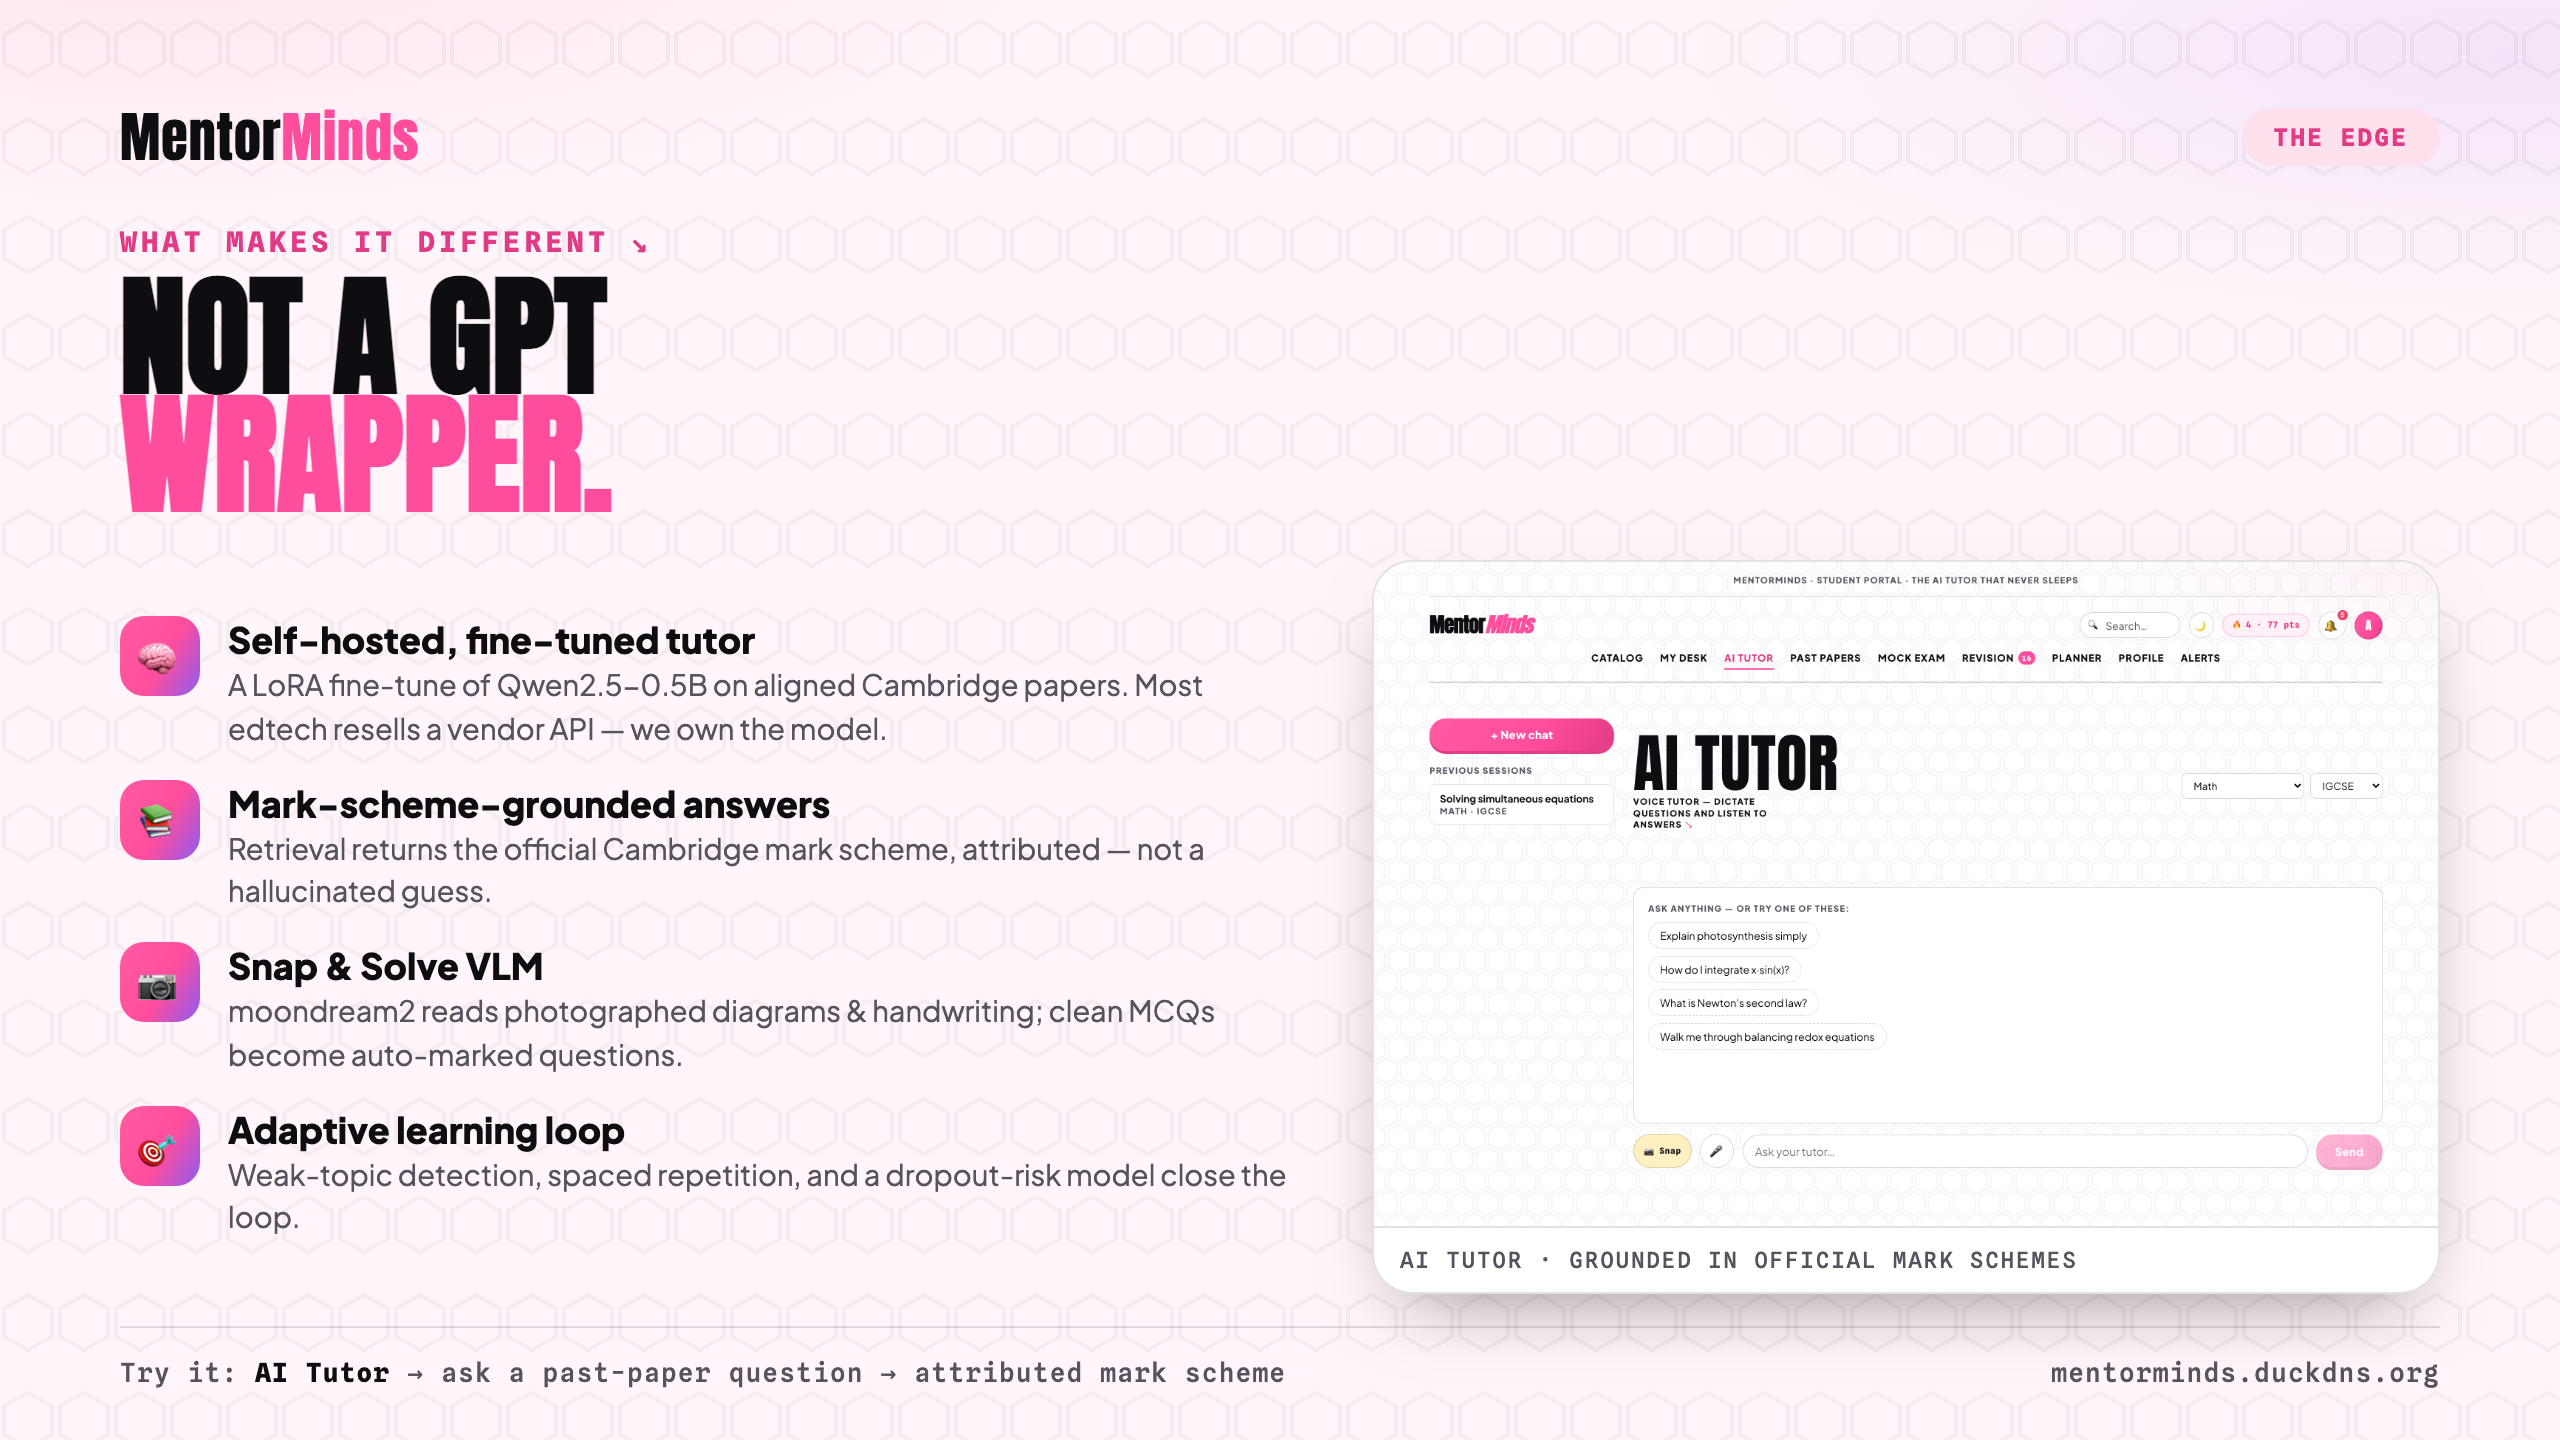 MentorMinds
THE EDGE
WHAT MAKES IT DIFFERENT ↘
NOT A GPT
WRAPPER.
Self-hosted, fine-tuned tutor
A LoRA fine-tune of Qwen2.5-0.5B on aligned Cambridge papers. Most
edtech resells a vendor API — we own the model.
Mark-scheme-grounded answers
Retrieval returns the official Cambridge mark scheme, attributed — not a
hallucinated guess.
Snap & Solve VLM
moondream2 reads photographed diagrams & handwriting; clean MCQs
become auto-marked questions.
Adaptive learning loop
Weak-topic detection, spaced repetition, and a dropout-risk model close the
loop.
MENTORMINDS · STUDENT PORTAL · THE AI TUTOR THAT NEVER SLEEPS
MentorMinds
Search...
4 · 77 pts
5
CATALOG MY DESK AI TUTOR PAST PAPERS MOCK EXAM REVISION 16 PLANNER PROFILE ALERTS
+ New chat
PREVIOUS SESSIONS
Solving simultaneous equations
MATH · IGCSE
AI TUTOR
VOICE TUTOR — DICTATE
QUESTIONS AND LISTEN TO
ANSWERS ↘
Math
IGCSE
ASK ANYTHING — OR TRY ONE OF THESE:
Explain photosynthesis simply
How do I integrate x·sin(x)?
What is Newton's second law?
Walk me through balancing redox equations
Snap
Ask your tutor...
Send
AI TUTOR · GROUNDED IN OFFICIAL MARK SCHEMES
Try it: AI Tutor → ask a past-paper question → attributed mark scheme
mentorminds.duckdns.org